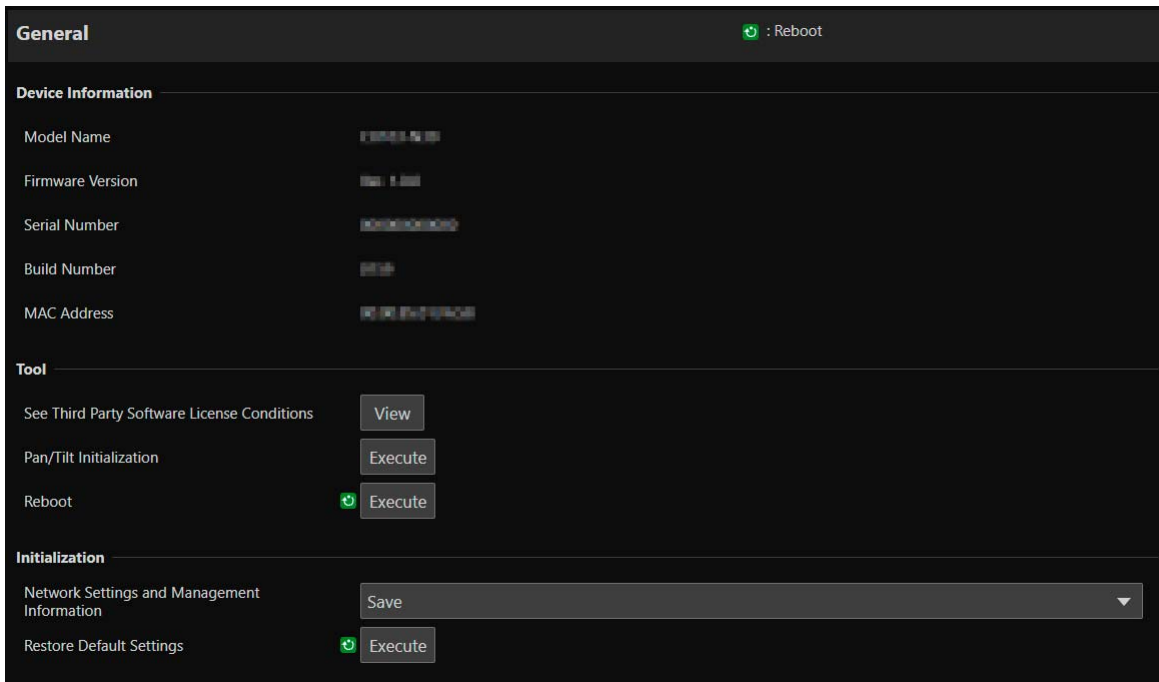 General
: Reboot
Device Information
Model Name
Firmware Version
Serial Number
Build Number
MAC Address
Tool
See Third Party Software License Conditions View
Pan/Tilt Initialization Execute
Reboot Execute
Initialization
Network Settings and Management
Information
Save
Restore Default Settings Execute